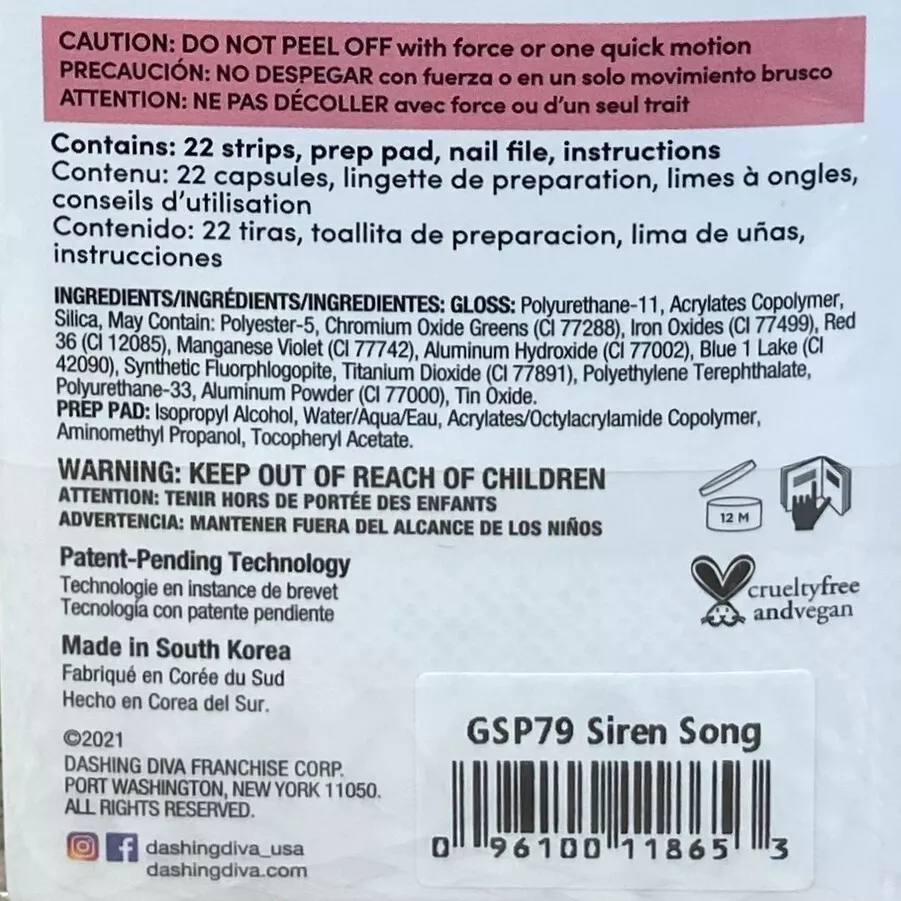 CAUTION: DO NOT PEEL OFF with force or one quick motion
PRECAUCIÓN: NO DESPEGAR con fuerza o en un solo movimiento brusco
ATTENTION: NE PAS DÉCOLLER avec force ou d'un seul trait
Contains: 22 strips, prep pad, nail file, instructions
Contenu: 22 capsules, lingette de preparation, limes à ongles,
conseils d'utilisation
Contenido: 22 tiras, toallita de preparacion, lima de uñas,
instrucciones
INGREDIENTS/INGRÉDIENTS/INGREDIENTES: GLOSS: Polyurethane-11, Acrylates Copolymer,
Silica, May Contain: Polyester-5, Chromium Oxide Greens (CI 77288), Iron Oxides (CI 77499), Red
36 (CI 12085), Manganese Violet (CI 77742), Aluminum Hydroxide (CI 77002), Blue 1 Lake (CI
42090), Synthetic Fluorphlogopite, Titanium Dioxide (CI 77891), Polyethylene Terephthalate,
Polyurethane-33, Aluminum Powder (CI 77000), Tin Oxide.
PREP PAD: Isopropyl Alcohol, Water/Aqua/Eau, Acrylates/Octylacrylamide Copolymer,
Aminomethyl Propanol, Tocopheryl Acetate.
WARNING: KEEP OUT OF REACH OF CHILDREN
ATTENTION: TENIR HORS DE PORTÉE DES ENFANTS
ADVERTENCIA: MANTENER FUERA DEL ALCANCE DE LOS NIÑOS
12 M
Patent-Pending Technology
Technologie en instance de brevet
Tecnología con patente pendiente
crueltyfree
andvegan
Made in South Korea
Fabriqué en Corée du Sud
Hecho en Corea del Sur.
©2021
DASHING DIVA FRANCHISE CORP.
PORT WASHINGTON, NEW YORK 11050.
ALL RIGHTS RESERVED.
dashingdiva_usa
dashingdiva.com
GSP79 Siren Song
0 96100 11865 3